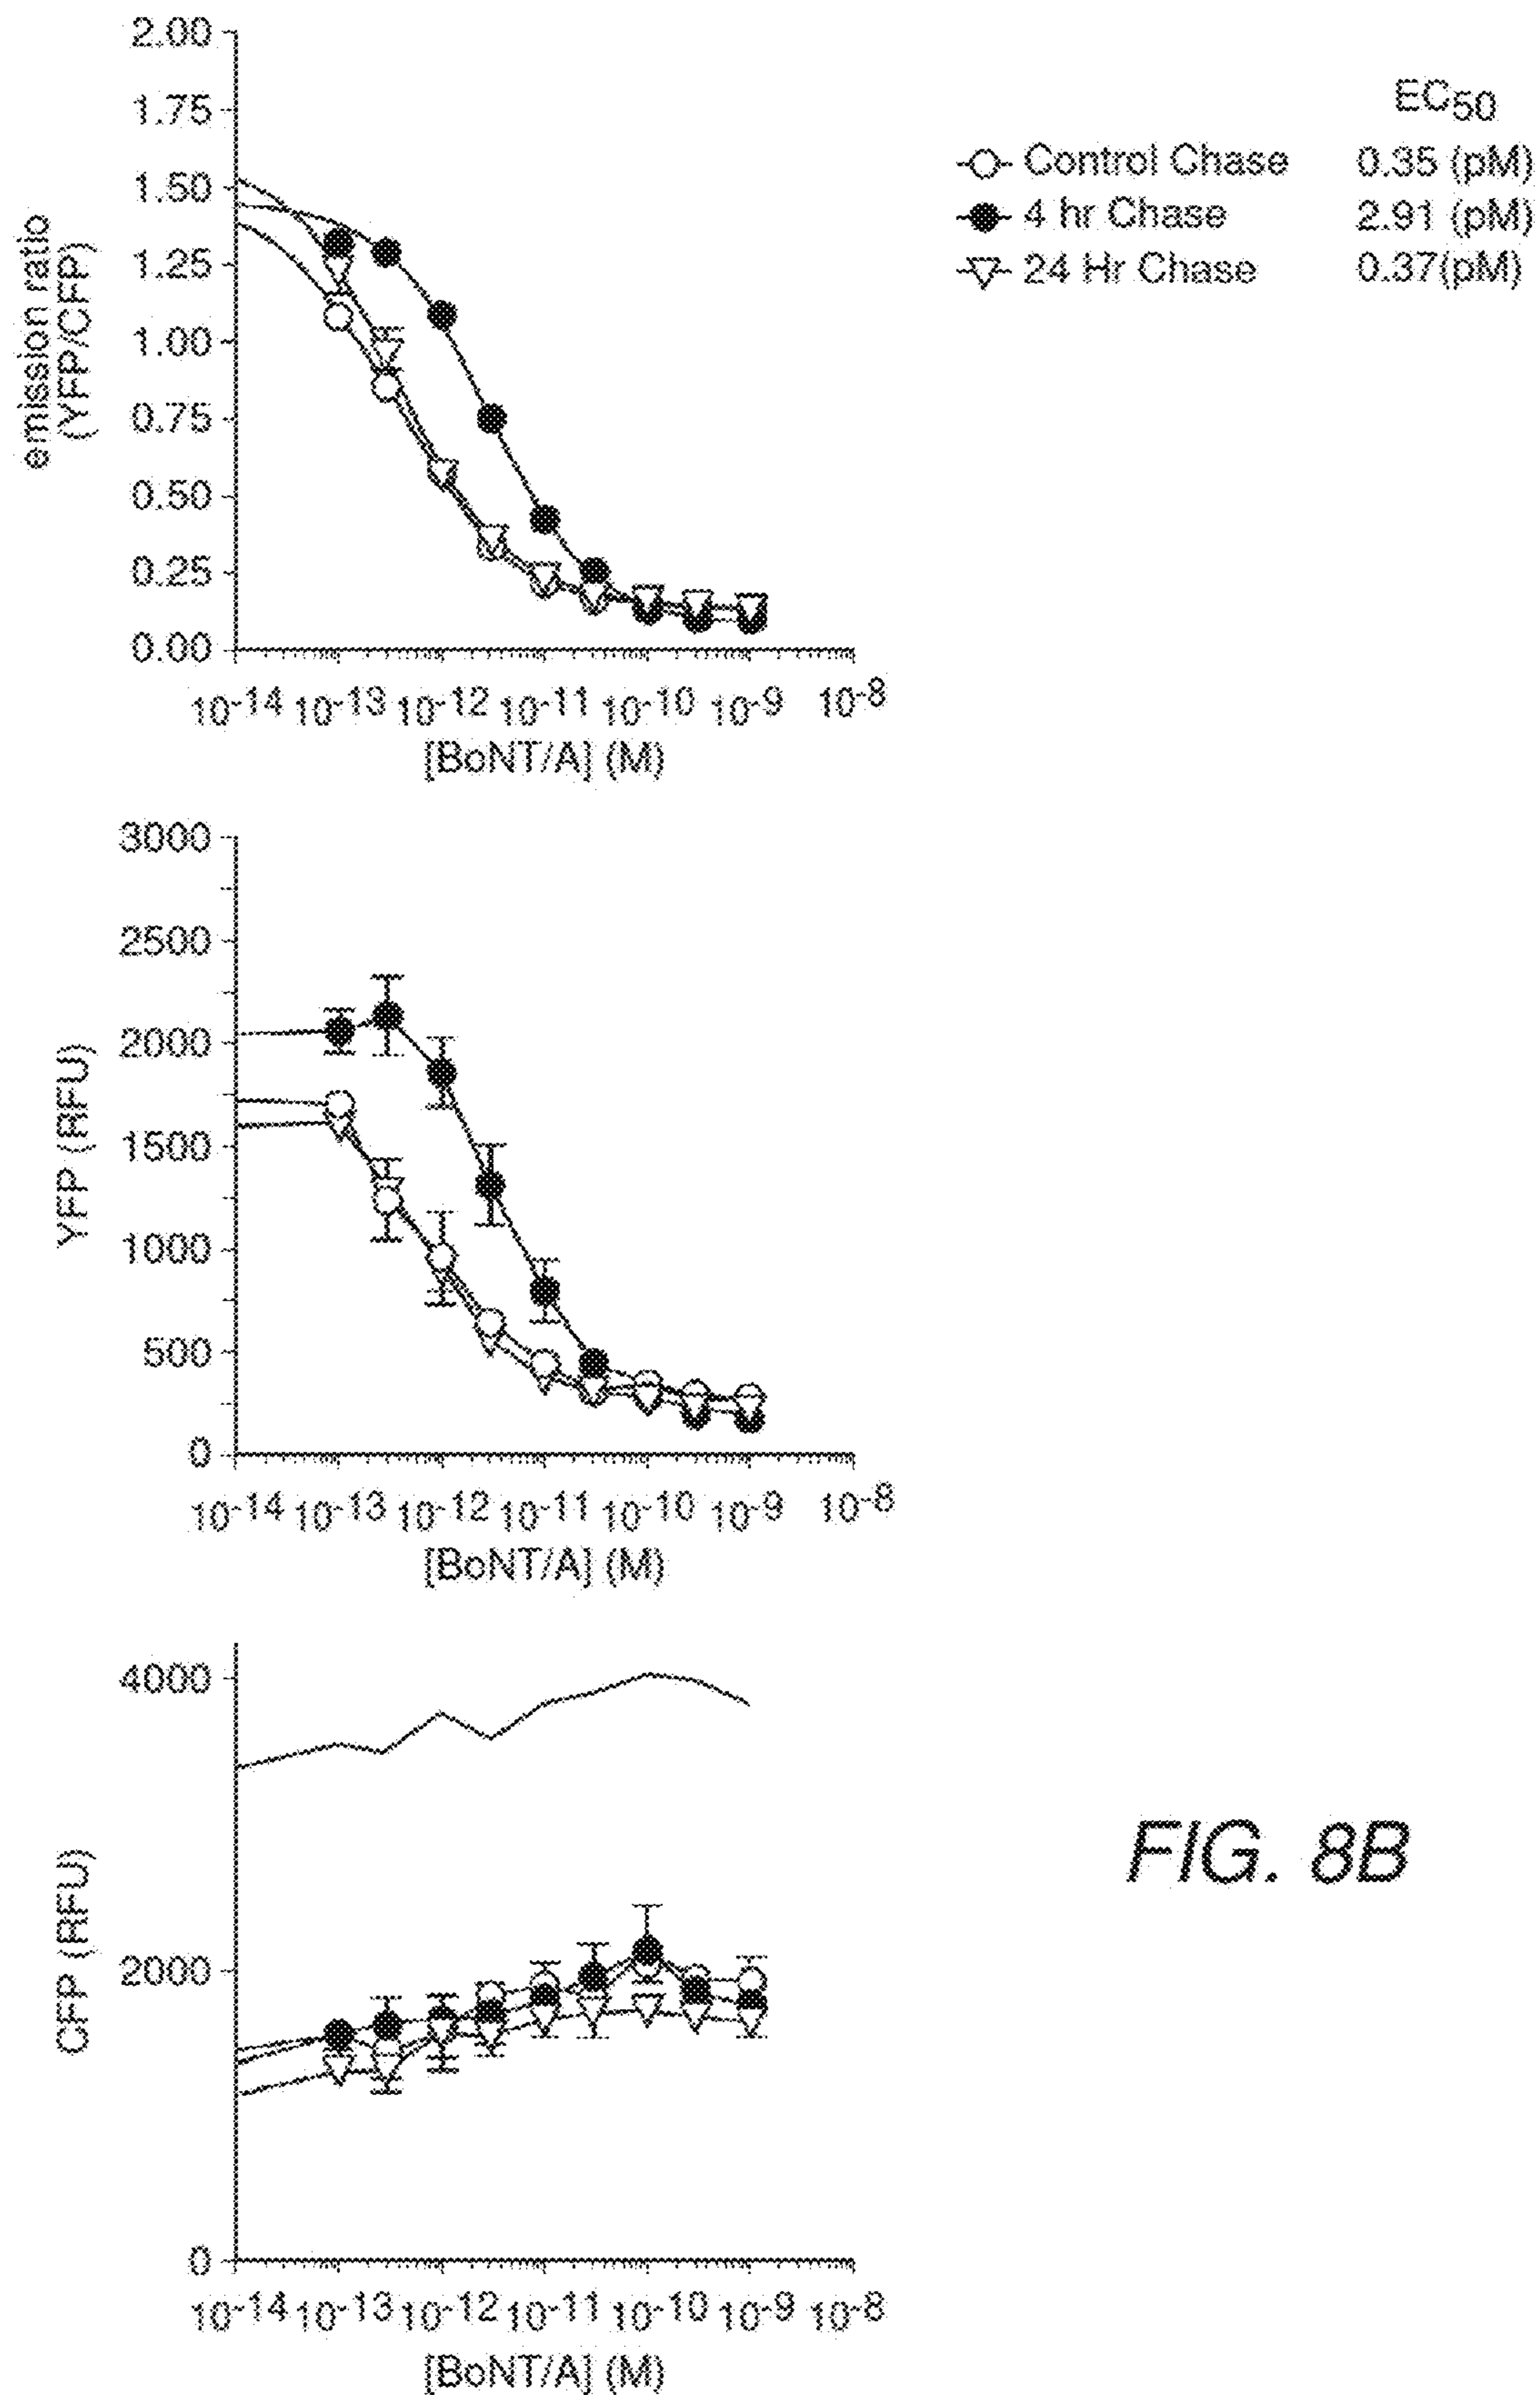 EC50
Control Chase 0.35 (pM)
4 hr Chase 2.91 (pM)
24 Hr Chase 0.37(pM)
emission ratio
(YFP/CFP)
2.00
1.75
1.50
1.25
1.00
0.75
0.50
0.25
0.00
10-14 10-13 10-12 10-11 10-10 10-9 10-8
[BoNT/A] (M)
YFP (RFU)
3000
2500
2000
1500
1000
500
0
10-14 10-13 10-12 10-11 10-10 10-9 10-8
[BoNT/A] (M)
CFP (RFU)
4000
2000
0
10-14 10-13 10-12 10-11 10-10 10-9 10-8
[BoNT/A] (M)
FIG. 8B